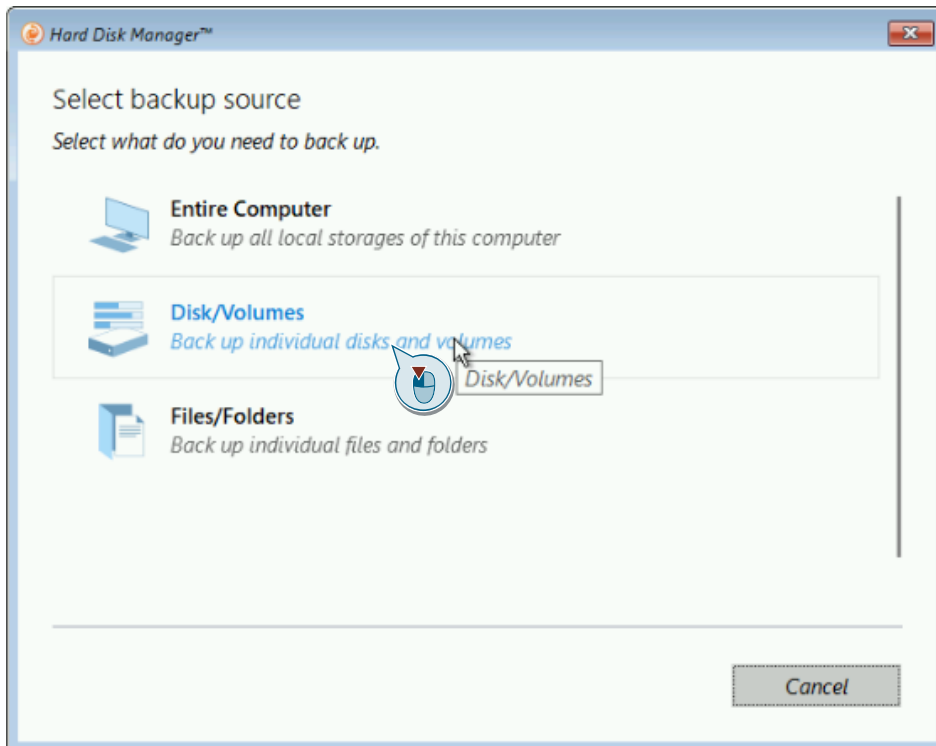 Hard Disk Manager™
Select backup source
Select what do you need to back up.
Entire Computer
Back up all local storages of this computer
Disk/Volumes
Back up individual disks and volumes
Disk/Volumes
Files/Folders
Back up individual files and folders
Cancel